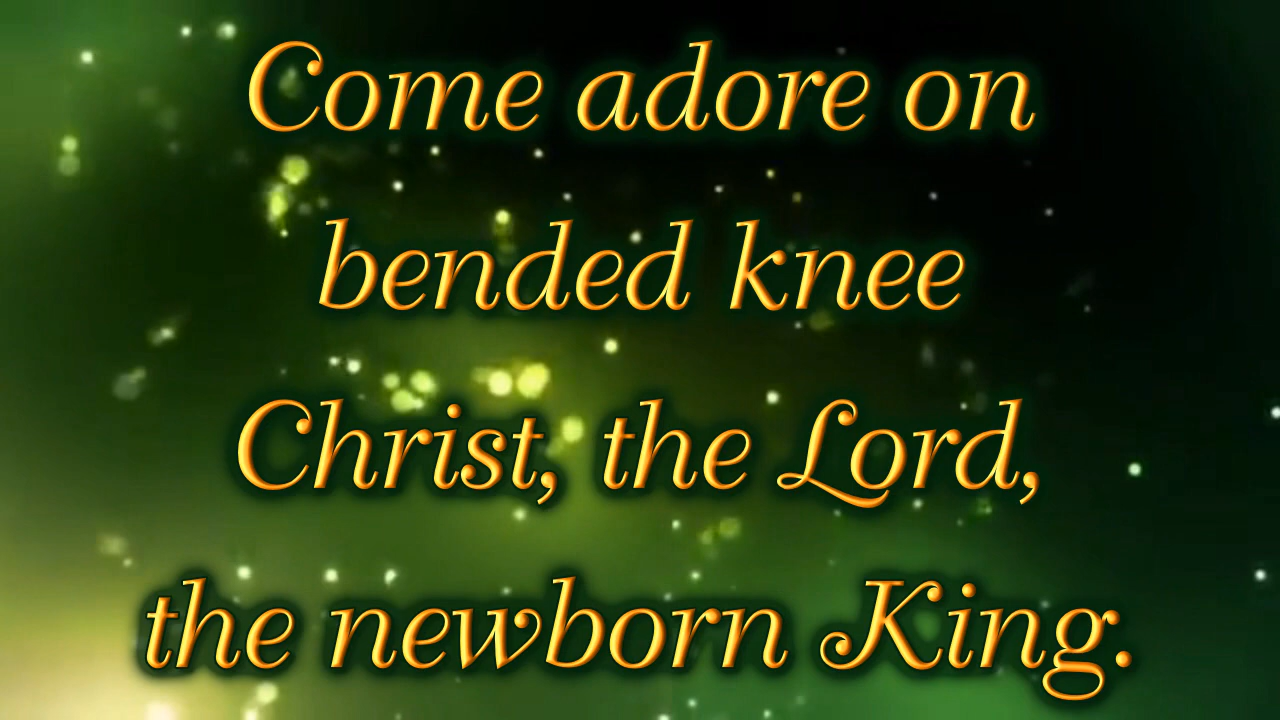 Come adore on
bended knee
Christ, the Lord,
the newborn King.